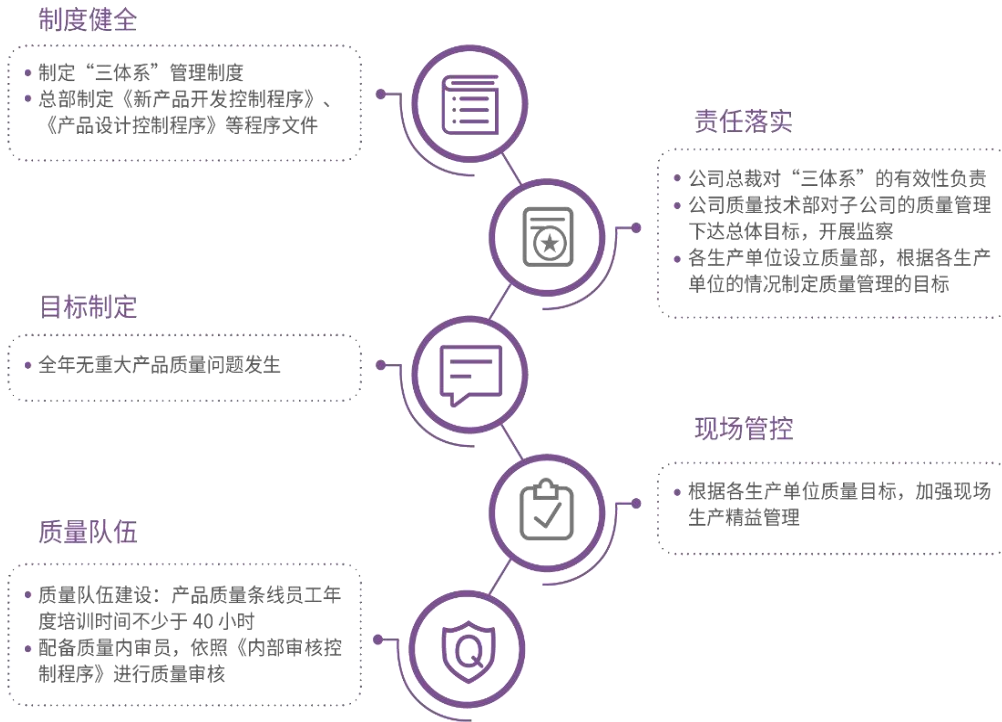 制度健全
• 制定“三体系”管理制度
• 总部制定《新产品开发控制程序》、
《产品设计控制程序》等程序文件
责任落实
• 公司总裁对“三体系”的有效性负责
• 公司质量技术部对子公司的质量管理
下达总体目标，开展监察
• 各生产单位设立质量部，根据各生产
单位的情况制定质量管理的目标
目标制定
• 全年无重大产品质量问题发生
现场管控
• 根据各生产单位质量目标，加强现场
生产精益管理
质量队伍
• 质量队伍建设：产品质量条线员工年
度培训时间不少于 40 小时
• 配备质量内审员，依照《内部审核控
制程序》进行质量审核
Q